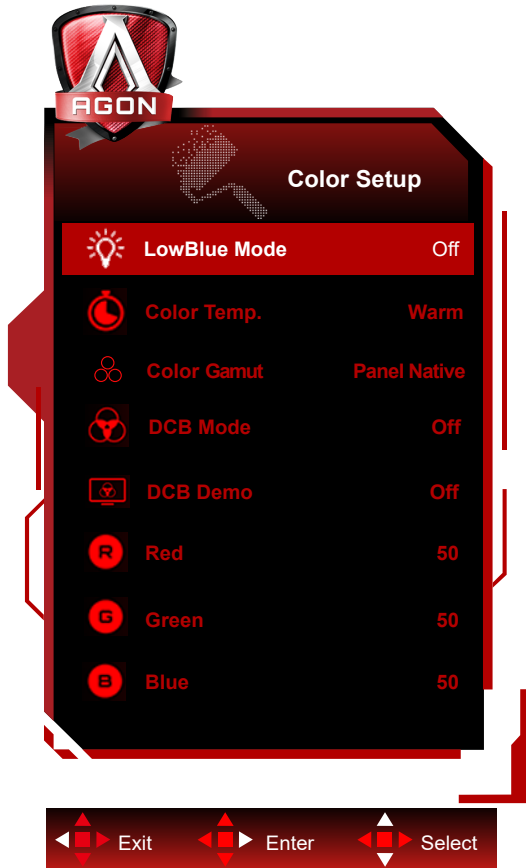 AGON
Color Setup
LowBlue Mode Off
Color Temp. Warm
Color Gamut Panel Native
DCB Mode Off
DCB Demo Off
R Red 50
G Green 50
B Blue 50
Exit Enter Select